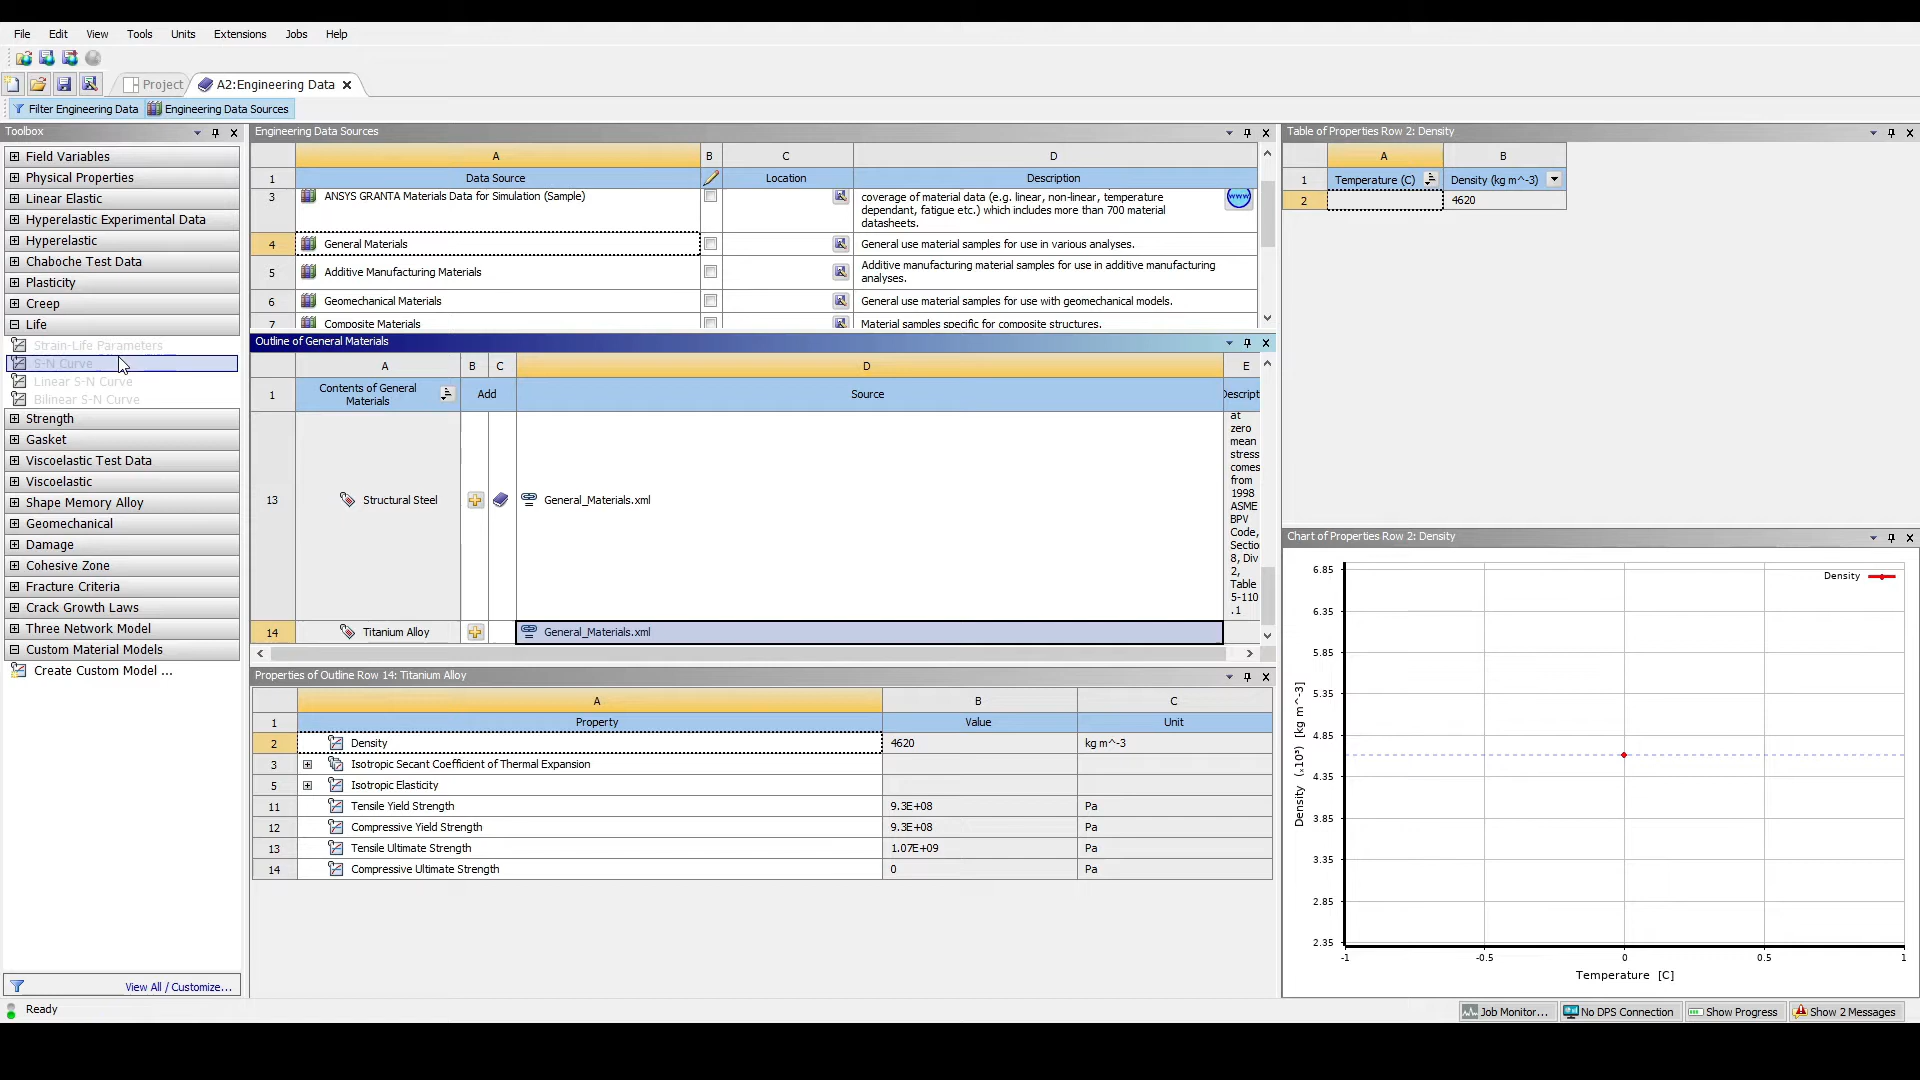 File Edit View Tools Units Extensions Jobs Help
Project A2:Engineering Data
Filter Engineering Data Engineering Data Sources
Toolbox
Field Variables
Physical Properties
Linear Elastic
Hyperelastic Experimental Data
Hyperelastic
Chaboche Test Data
Plasticity
Creep
Life
Strain-Life Parameters
S-N Curve
Linear S-N Curve
Bilinear S-N Curve
Strength
Gasket
Viscoelastic Test Data
Viscoelastic
Shape Memory Alloy
Geomechanical
Damage
Cohesive Zone
Fracture Criteria
Crack Growth Laws
Three Network Model
Custom Material Models
Create Custom Model ...
View All / Customize...
Engineering Data Sources
A B C D
1 Data Source Location Description
3 ANSYS GRANTA Materials Data for Simulation (Sample)
coverage of material data (e.g. linear, non-linear, temperature
dependant, fatigue etc.) which includes more than 700 material
datasheets.
www
4 General Materials General use material samples for use in various analyses.
5 Additive Manufacturing Materials
Additive manufacturing material samples for use in additive manufacturing
analyses.
6 Geomechanical Materials General use material samples for use with geomechanical models.
7 Composite Materials Material samples specific for composite structures.
Outline of General Materials
A B C D E
1 Contents of General
Materials
Add Source Descript
13 Structural Steel General_Materials.xml
at
zero
mean
stress
comes
from
1998
ASME
BPV
Code,
Sectio
8, Div
2,
Table
5-110
.1
14 Titanium Alloy General_Materials.xml
Properties of Outline Row 14: Titanium Alloy
A B C
1 Property Value Unit
2 Density 4620 kg m^-3
3 Isotropic Secant Coefficient of Thermal Expansion
5 Isotropic Elasticity
11 Tensile Yield Strength 9.3E+08 Pa
12 Compressive Yield Strength 9.3E+08 Pa
13 Tensile Ultimate Strength 1.07E+09 Pa
14 Compressive Ultimate Strength 0 Pa
Table of Properties Row 2: Density
A B
1 Temperature (C) Density (kg m^-3)
2 4620
Chart of Properties Row 2: Density
Density
6.85
6.35
5.85
5.35
4.85
4.35
3.85
3.35
2.85
2.35
Density (.10³) [kg m^-3]
-1 -0.5 0 0.5 1
Temperature [C]
Ready Job Monitor... No DPS Connection Show Progress Show 2 Messages